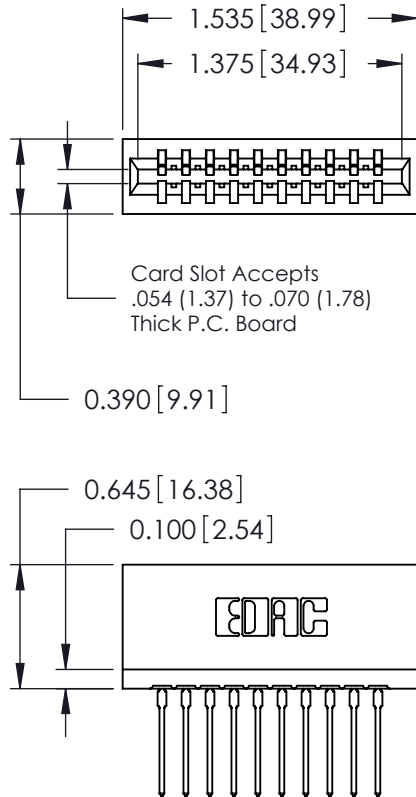 1.535 [38.99]
1.375 [34.93]
Card Slot Accepts
.054 (1.37) to .070 (1.78)
Thick P.C. Board
0.390 [9.91]
0.645 [16.38]
0.100 [2.54]
EDAC